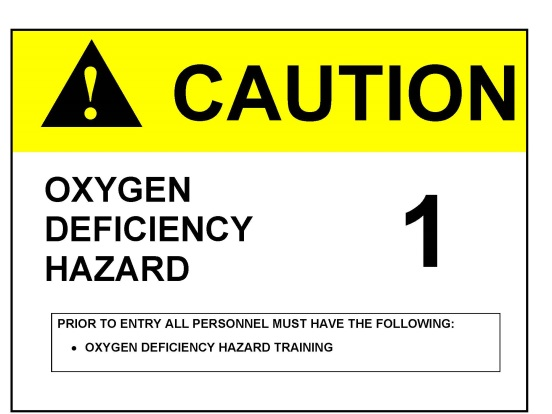 CAUTION
OXYGEN
DEFICIENCY
HAZARD
1
PRIOR TO ENTRY ALL PERSONNEL MUST HAVE THE FOLLOWING:
• OXYGEN DEFICIENCY HAZARD TRAINING